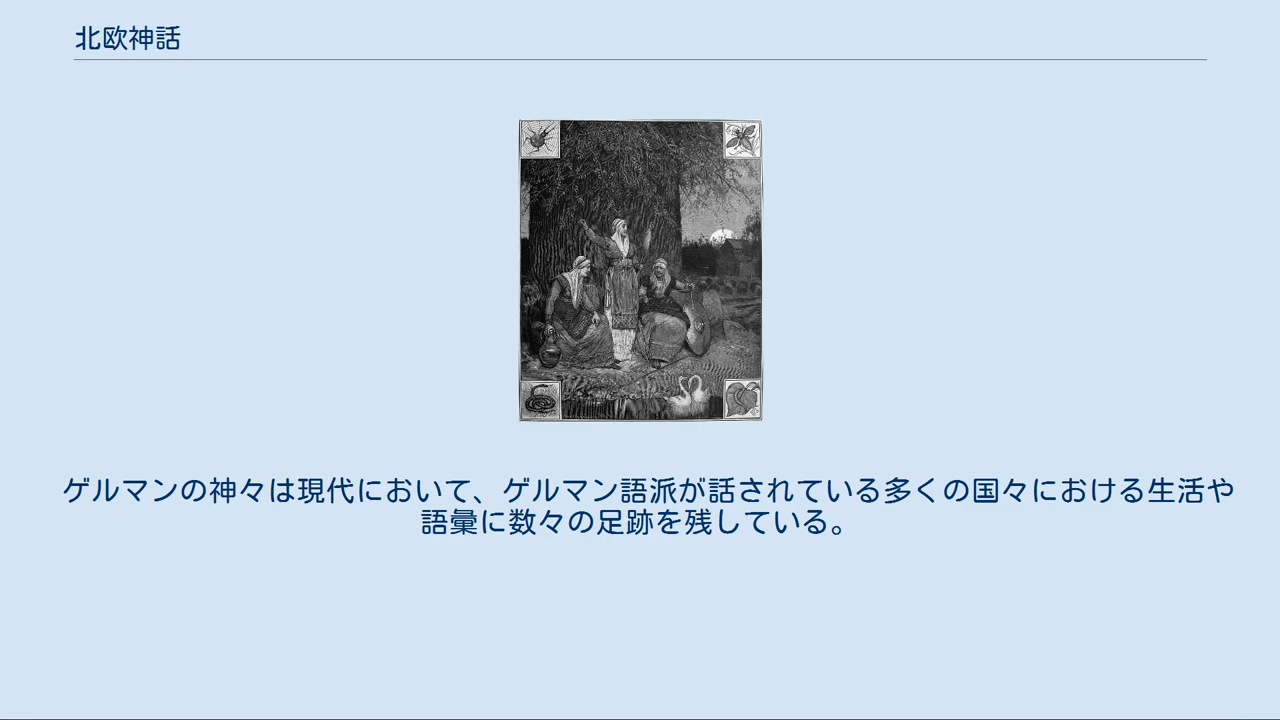 北欧神話
ゲルマンの神々は現代において、ゲルマン語派が話されている多くの国々における生活や
語彙に数々の足跡を残している。